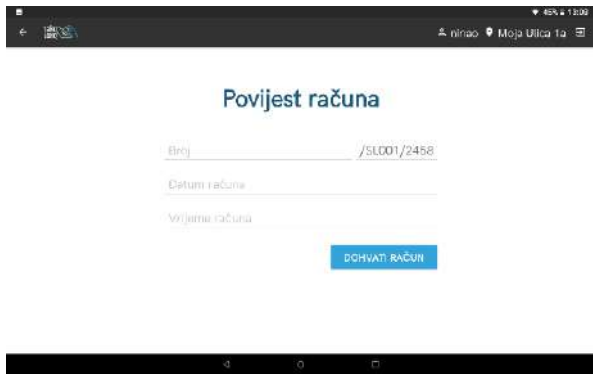 45% 13:09
ninao Moja Ulica 1a
Povijest računa
Broj /SL001/2458
Datum računa
Vrijeme računa
DOHVATI RAČUN